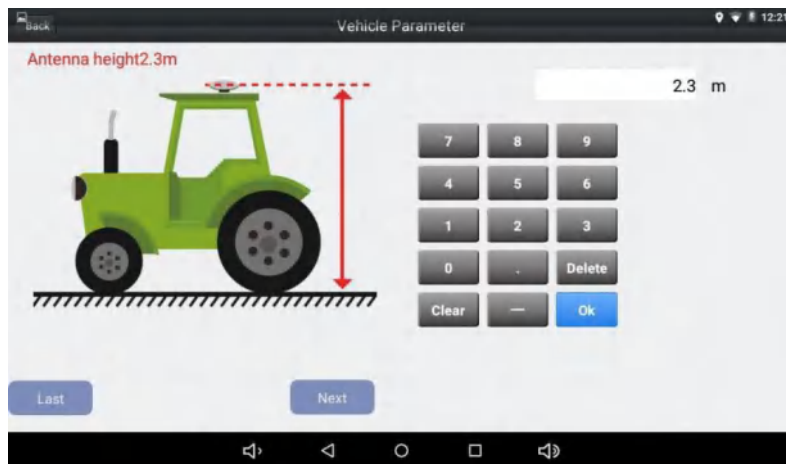 Back
Vehicle Parameter
12:21
Antenna height2.3m
2.3 m
7 8 9
4 5 6
1 2 3
0 . Delete
Clear — Ok
Last
Next